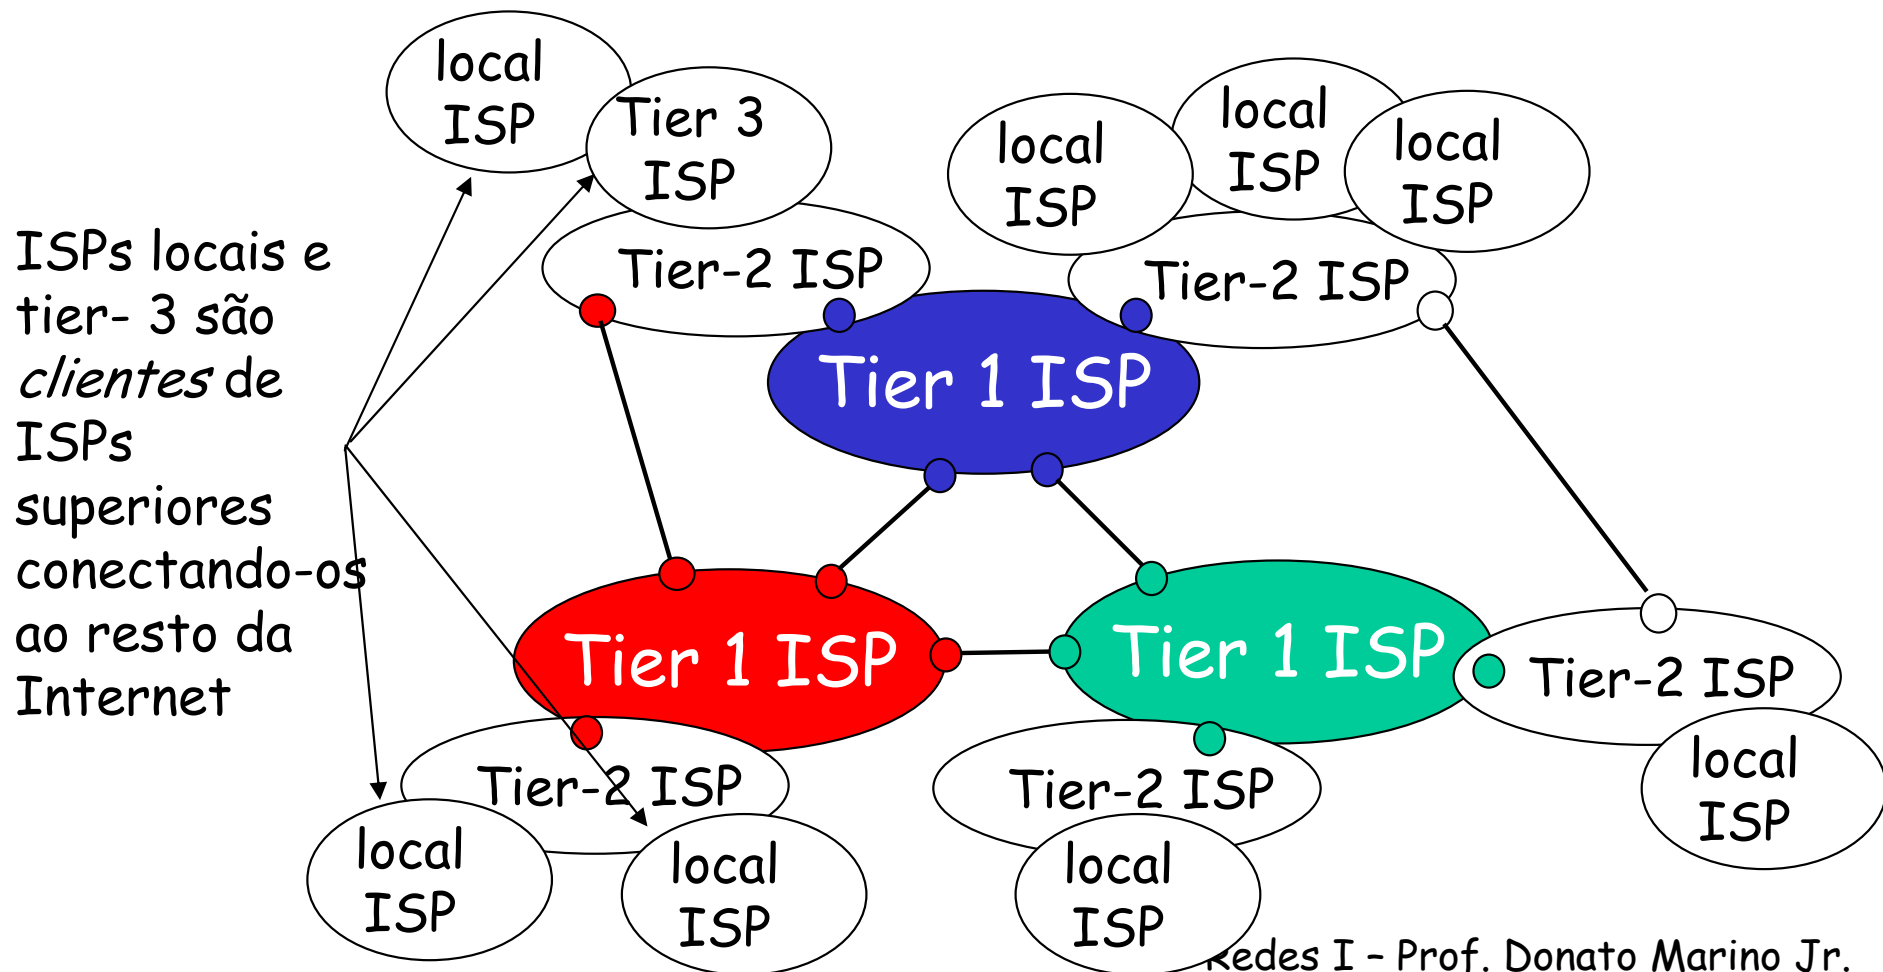 local
ISP
Tier 3
ISP
local
ISP
local
ISP
local
ISP
ISPs locais e
tier- 3 são
clientes de
ISPs
superiores
conectando-os
ao resto da
Internet
Tier-2 ISP
Tier-2 ISP
Tier 1 ISP
Tier 1 ISP
Tier 1 ISP
Tier-2 ISP
Tier-2 ISP
Tier-2 ISP
local
ISP
local
ISP
local
ISP
local
ISP
Redes I – Prof. Donato Marino Jr.